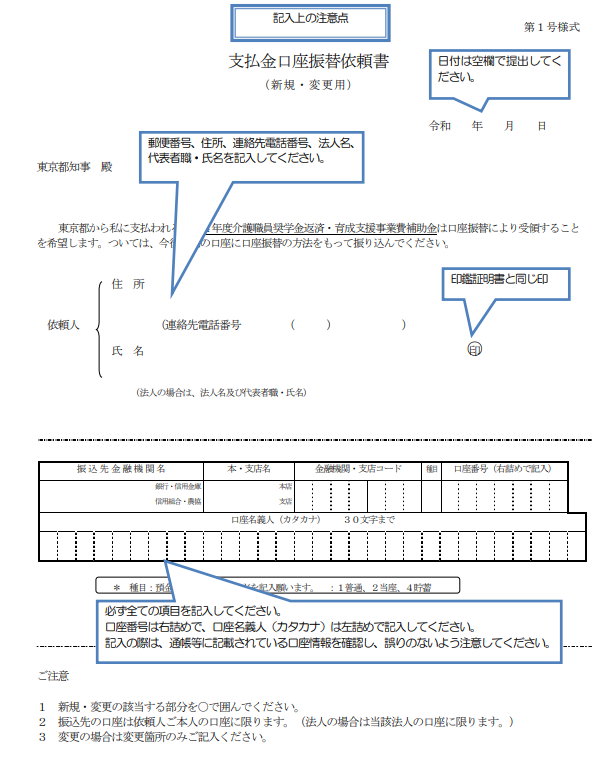 記入上の注意点
第１号様式
支払金口座振替依頼書
（新規・変更用）
日付は空欄で提出してく
ださい。
令和　　年　　月　　日
郵便番号、住所、連絡先電話番号、法人名、
代表者職・氏名を記入してください。
東京都知事　殿
東京都から私に支払われ　年度介護職員奨学金返済・育成支援事業費補助金は口座振替により受領すること
を希望します。ついては、今後　の口座に口座振替の方法をもって振り込んでください。
印鑑証明書と同じ印
住　所
依頼人　（連絡先電話番号　　（　　）　　　）
氏　名　㊞
（法人の場合は、法人名及び代表者職・氏名）
振込先金融機関名　本・支店名　金融機関・支店コード　種目　口座番号（右詰めで記入）
銀行・信用金庫　本店
信用組合・農協　支店
口座名義人（カタカナ）　　３０文字まで
＊　種目：預金　を記入願います。　：１普通、２当座、４貯蓄
必ず全ての項目を記入してください。
口座番号は右詰めで、口座名義人（カタカナ）は左詰めで記入してください。
記入の際は、通帳等に記載されている口座情報を確認し、誤りのないよう注意してください。
ご注意
１　新規・変更の該当する部分を○で囲んでください。
２　振込先の口座は依頼人ご本人の口座に限ります。（法人の場合は当該法人の口座に限ります。）
３　変更の場合は変更箇所のみご記入ください。